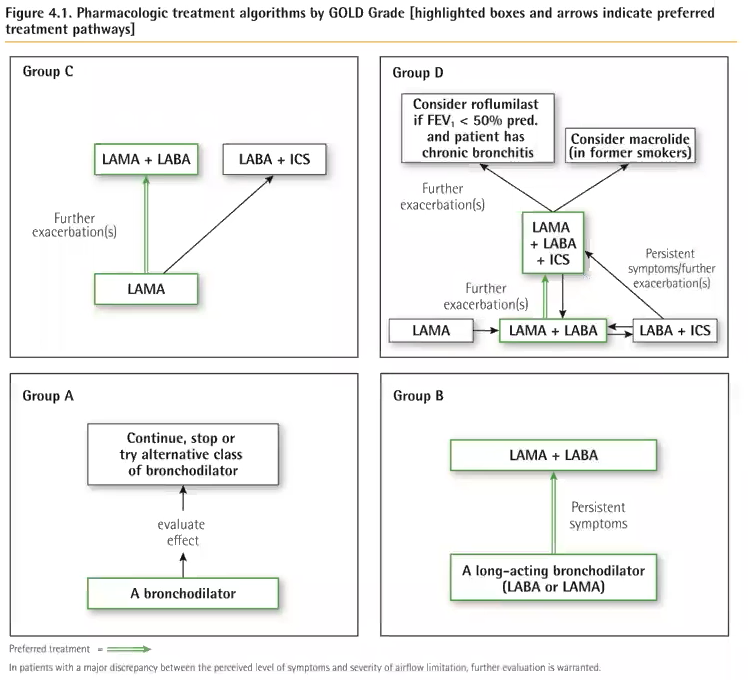 Figure 4.1. Pharmacologic treatment algorithms by GOLD Grade [highlighted boxes and arrows indicate preferred
treatment pathways]
Group C
LAMA + LABA
LABA + ICS
Further
exacerbation(s)
LAMA
Group D
Consider roflumilast
if FEV₁ < 50% pred.
and patient has
chronic bronchitis
Consider macrolide
(in former smokers)
Further
exacerbation(s)
LAMA
+ LABA
+ ICS
Persistent
symptoms/further
exacerbation(s)
Further
exacerbation(s)
LAMA
LAMA + LABA
LABA + ICS
Group A
Continue, stop or
try alternative class
of bronchodilator
evaluate
effect
A bronchodilator
Group B
LAMA + LABA
Persistent
symptoms
A long-acting bronchodilator
(LABA or LAMA)
Preferred treatment =
In patients with a major discrepancy between the perceived level of symptoms and severity of airflow limitation, further evaluation is warranted.